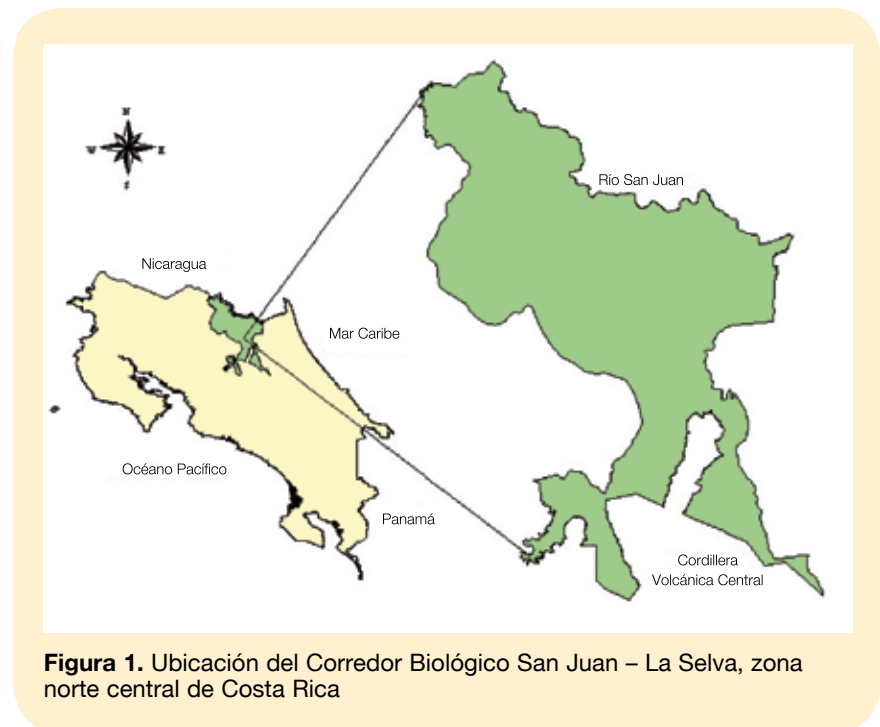 N
W
E
S
Río San Juan
Nicaragua
Mar Caribe
Océano Pacífico
Panamá
Cordillera
Volcánica Central
Figura 1. Ubicación del Corredor Biológico San Juan – La Selva, zona
norte central de Costa Rica